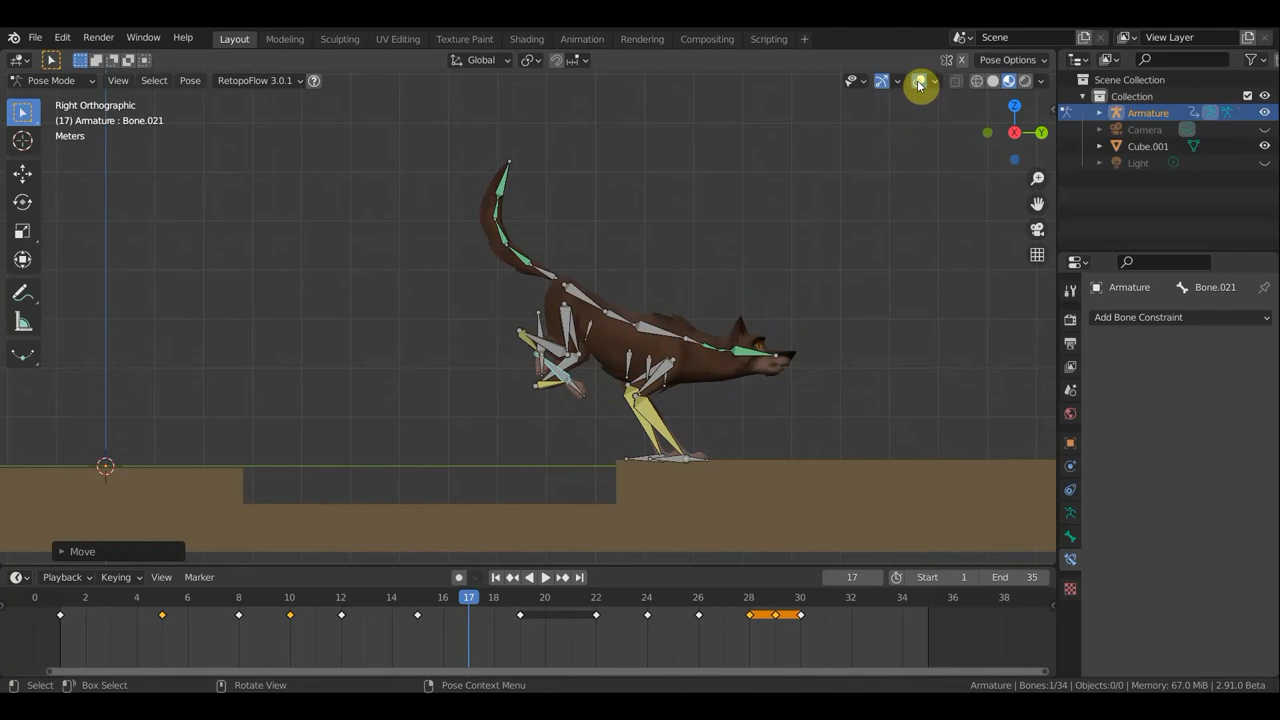 File Edit Render Window Help Layout Modeling Sculpting UV Editing Texture Paint Shading Animation Rendering Compositing Scripting + Scene View Layer
Global Pose Options
Pose Mode View Select Pose RetopoFlow 3.0.1
Right Orthographic
(17) Armature : Bone.021
Meters
Z
X
Y
Scene Collection
Collection
Armature
Camera
Cube.001
Light
Armature Bone.021
Add Bone Constraint
Move
Playback Keying View Marker 17 Start 1 End 35
0 2 4 6 8 10 12 14 16 17 20 22 24 26 28 30 32 34 36 38
Select Box Select Rotate View Pose Context Menu Armature | Bones:1/34 | Objects:0/0 | Memory: 67.0 MiB | 2.91.0 Beta